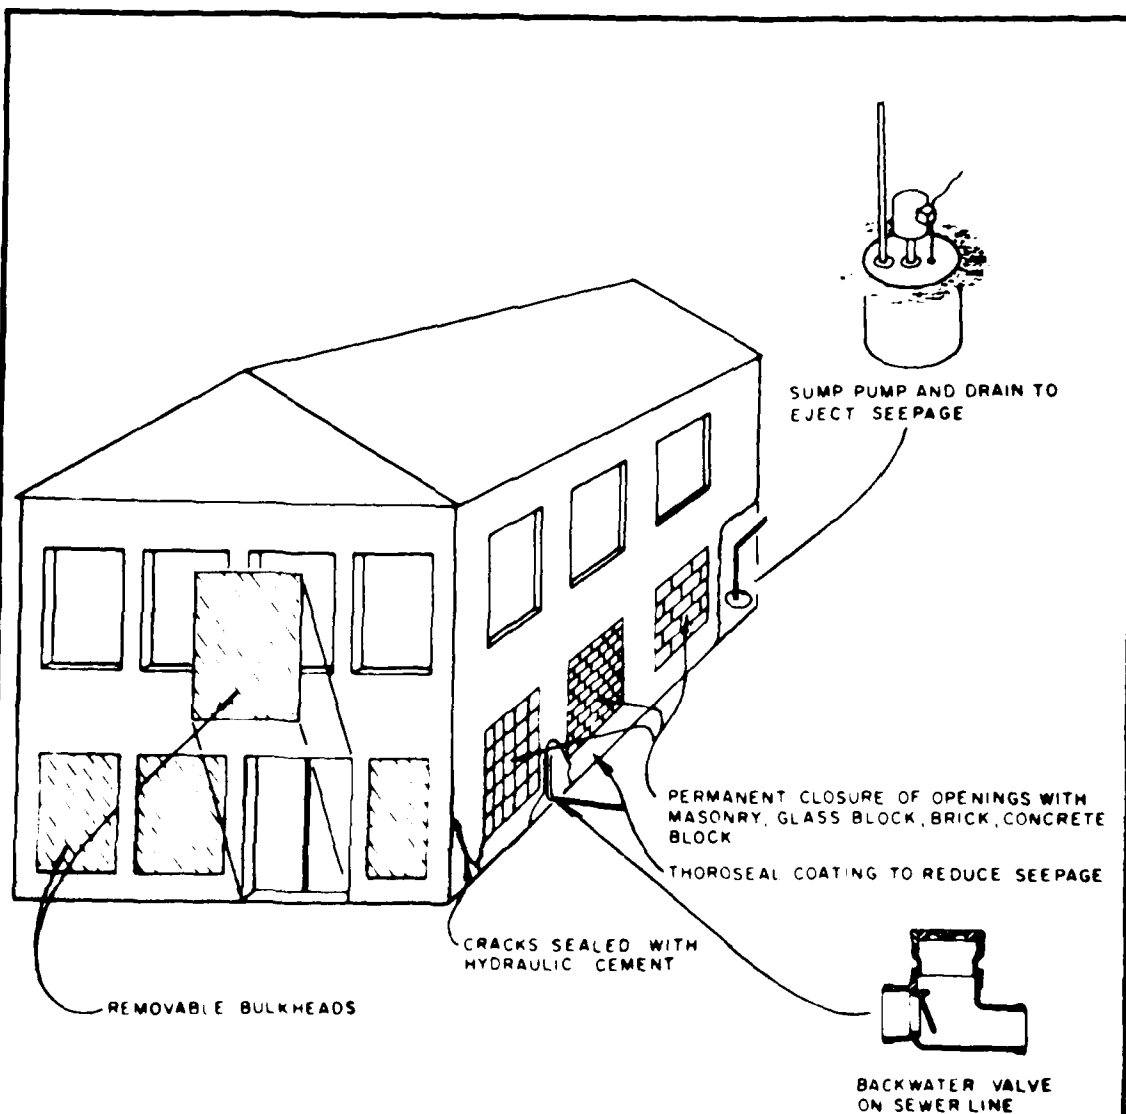 SUMP PUMP AND DRAIN TO
EJECT SEEPAGE
PERMANENT CLOSURE OF OPENINGS WITH
MASONRY, GLASS BLOCK, BRICK, CONCRETE
BLOCK
THOROSEAL COATING TO REDUCE SEEPAGE
CRACKS SEALED WITH
HYDRAULIC CEMENT
REMOVABLE BULKHEADS
BACKWATER VALVE
ON SEWER LINE